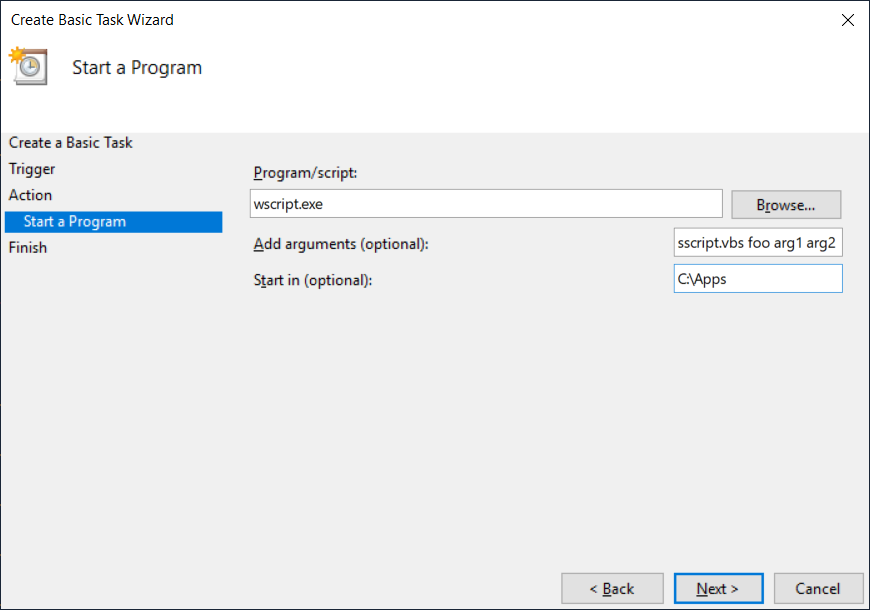 Create Basic Task Wizard
Start a Program
Create a Basic Task
Trigger
Action
Start a Program
Finish
Program/script:
wscript.exe
Browse...
Add arguments (optional):
sscript.vbs foo arg1 arg2
Start in (optional):
C:\Apps
< Back
Next >
Cancel